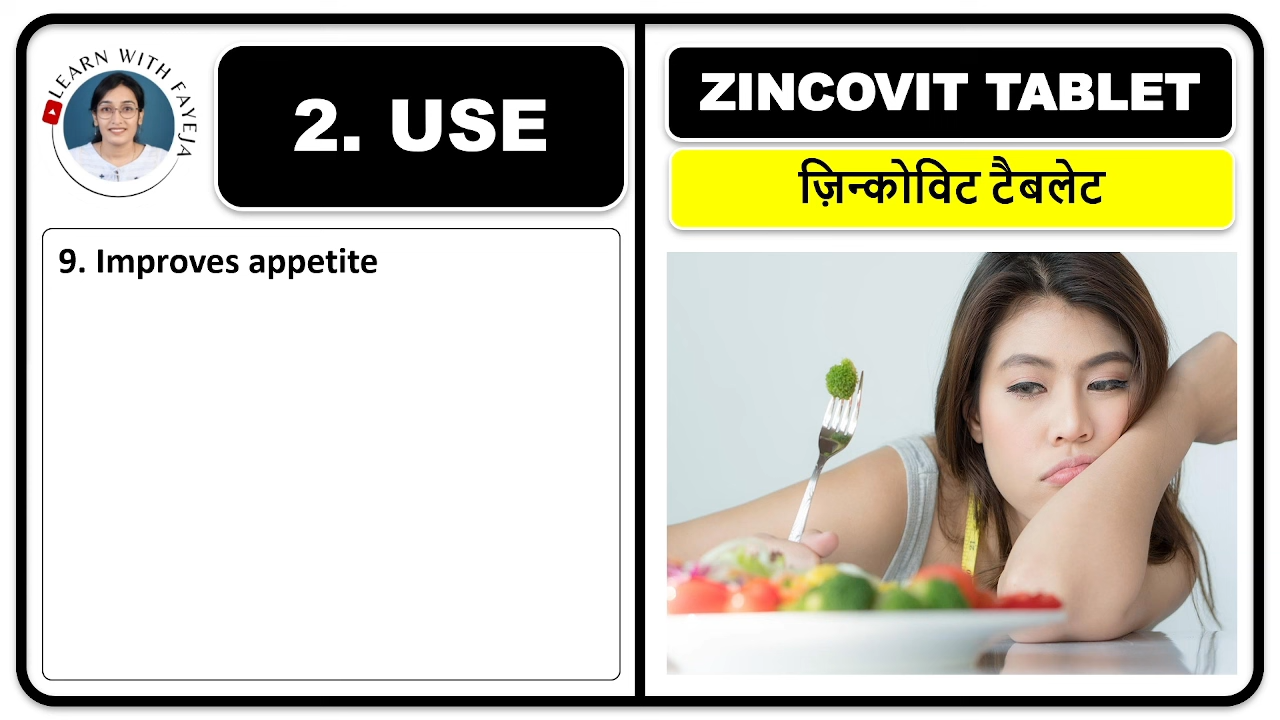 LEARN WITH FAYEJA
2. USE
9. Improves appetite
ZINCOVIT TABLET
ज़िन्कोविट टैबलेट